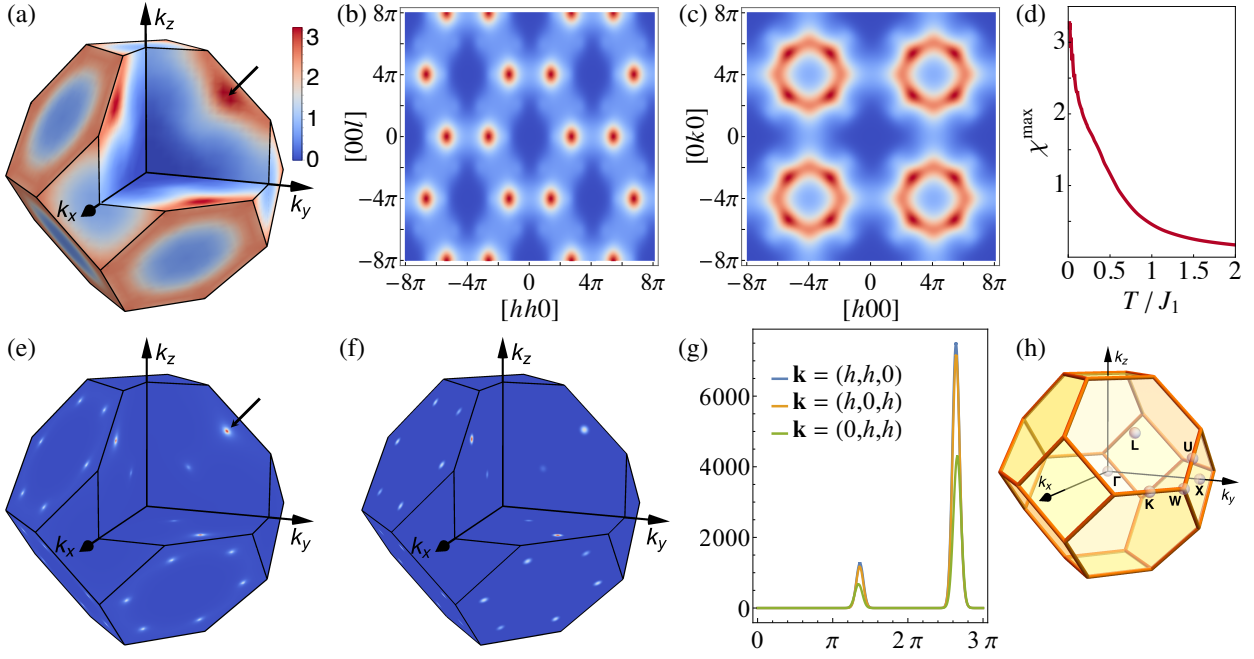 (a)
k_z
k_x
k_y
3
2
1
0
(b)
8π
4π
0
−4π
−8π
[00l]
−8π
−4π
0
4π
8π
[hh0]
(c)
8π
4π
0
−4π
−8π
[0k0]
−8π
−4π
0
4π
8π
[h00]
(d)
3
2
1
χ^max
0
0.5
1
1.5
2
T / J₁
(e)
k_z
k_x
k_y
(f)
k_z
k_x
k_y
(g)
6000
4000
2000
0
k = (h,h,0)
k = (h,0,h)
k = (0,h,h)
0
π
2π
3π
(h)
k_z
k_x
k_y
L
U
Γ
X
K
W